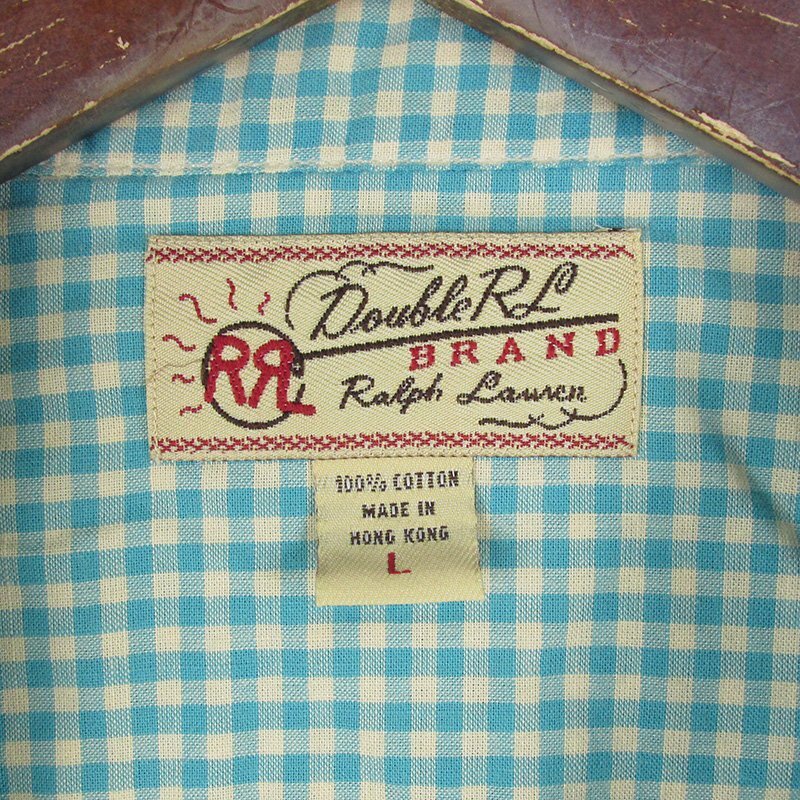 Double RL
RRL
BRAND
Ralph Lauren
100% COTTON
MADE IN
HONG KONG
L